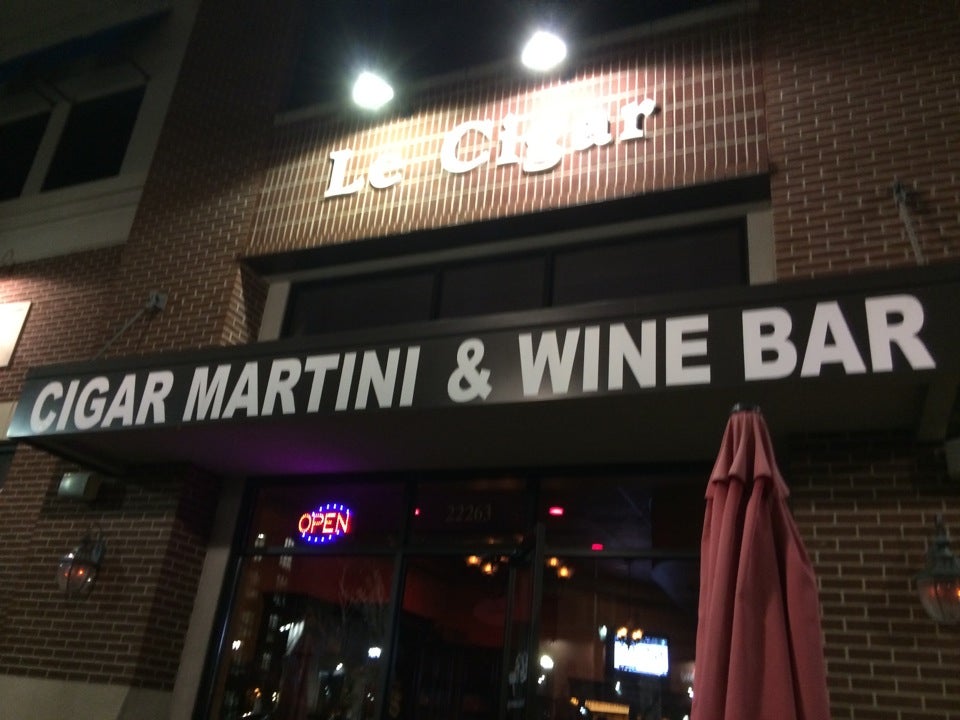 Le Cigar
CIGAR MARTINI & WINE BAR
OPEN
22263